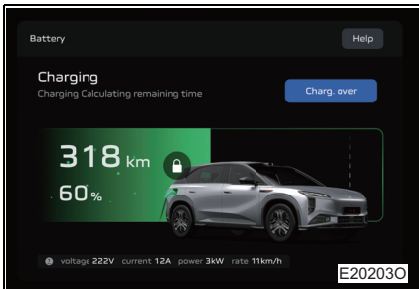 Battery
Help
Charging
Charging Calculating remaining time
Charg. over
318 km
60%
voltage 222V current 12A power 3kW rate 11km/h
E20203O